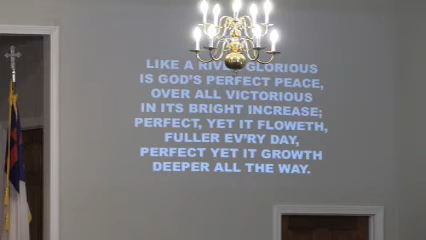 LIKE A RIVER GLORIOUS
IS GOD'S PERFECT PEACE,
OVER ALL VICTORIOUS
IN ITS BRIGHT INCREASE;
PERFECT, YET IT FLOWETH,
FULLER EV'RY DAY,
PERFECT YET IT GROWTH
DEEPER ALL THE WAY.